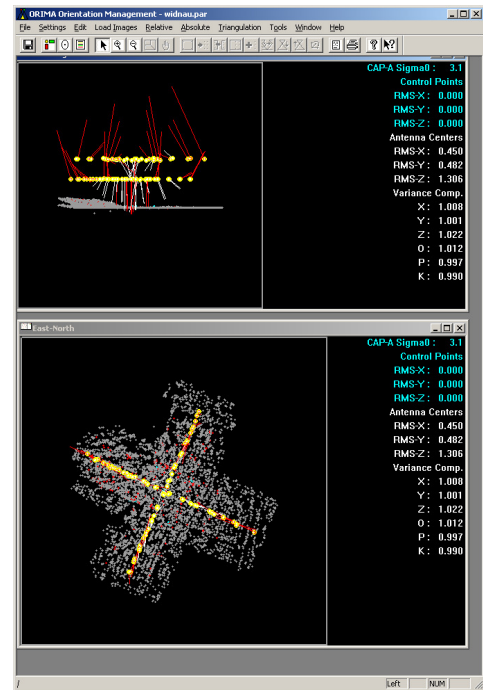 ORIMA Orientation Management - widnau.par
File Settings Edit Load Images Relative Absolute Triangulation Tools Window Help
CAP-A Sigma0 : 3.1
Control Points
RMS-X : 0.000
RMS-Y : 0.000
RMS-Z : 0.000
Antenna Centers
RMS-X : 0.450
RMS-Y : 0.482
RMS-Z : 1.306
Variance Comp.
X : 1.008
Y : 1.001
Z : 1.022
O : 1.012
P : 0.997
K : 0.990
East-North
CAP-A Sigma0 : 3.1
Control Points
RMS-X : 0.000
RMS-Y : 0.000
RMS-Z : 0.000
Antenna Centers
RMS-X : 0.450
RMS-Y : 0.482
RMS-Z : 1.306
Variance Comp.
X : 1.008
Y : 1.001
Z : 1.022
O : 1.012
P : 0.997
K : 0.990
/ Left NUM